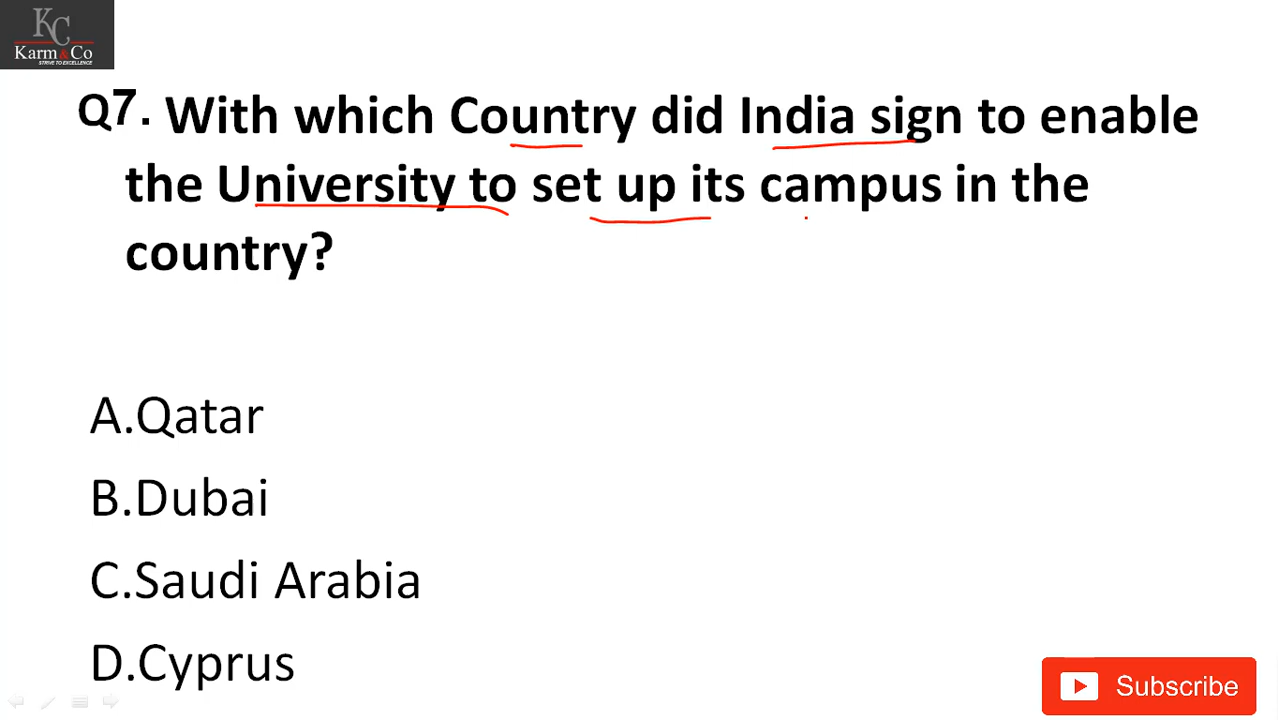 KC
Karm&Co
STRIVE TO EXCELLENCE
Q7. With which Country did India sign to enable
the University to set up its campus in the
country?
A.Qatar
B.Dubai
C.Saudi Arabia
D.Cyprus
Subscribe